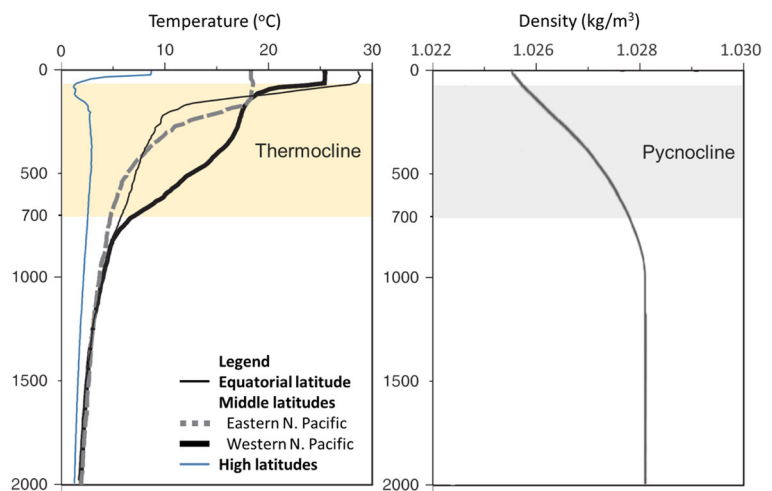 Temperature (°C)
0 10 20 30
0
500
700
1000
1500
2000
Thermocline
Legend
Equatorial latitude
Middle latitudes
Eastern N. Pacific
Western N. Pacific
High latitudes
Density (kg/m³)
1.022 1.026 1.028 1.030
0
500
700
1000
1500
2000
Pycnocline